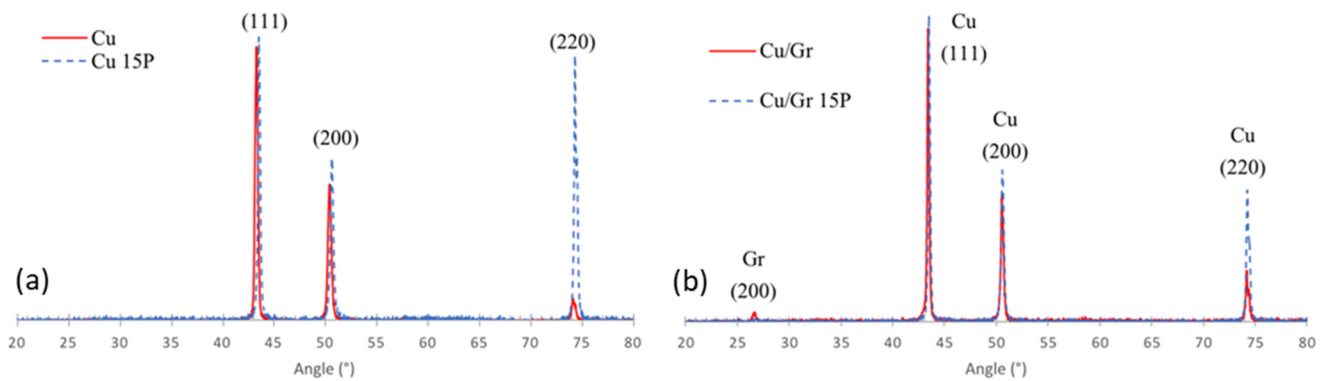 (111)
Cu
Cu 15P
(220)
(200)
(a)
20 25 30 35 40 45 50 55 60 65 70 75 80
Angle (°)
Cu
(111)
Cu/Gr
Cu/Gr 15P
Cu
(200)
Cu
(220)
Gr
(200)
(b)
20 25 30 35 40 45 50 55 60 65 70 75 80
Angle (°)